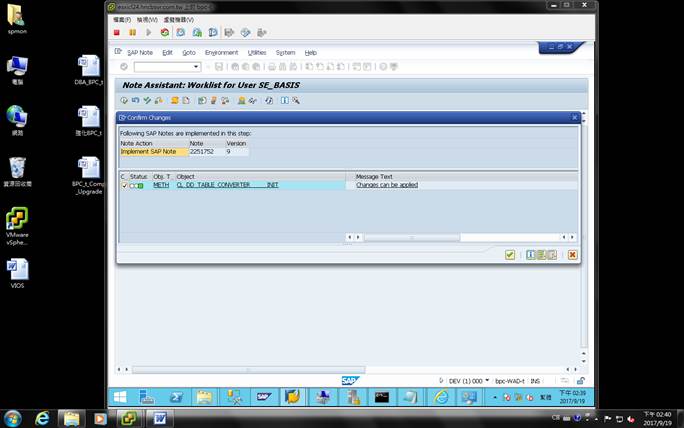 esxicl24.hncbsvr.com.tw 上的 bpc-
檔案(F) 檢視(W) 虛擬機器(V)
spmon
電腦
DBA_BPC_t
網路
強化BPC_t
資源回收筒
BPC_t_Comp
_Upgrade
VMware
vSphe...
VIOS
SAP Note Edit Goto Environment Utilities System Help
Note Assistant: Worklist for User SE_BASIS
Confirm Changes
Following SAP Notes are implemented in this step:
Note Action Note Version
Implement SAP Note 2251752 9
C. Status Obj. T Object Message Text
METH CL_DD_TABLE_CONVERTER INIT Changes can be applied
SAP
DEV (1) 000 bpc-WAD-t INS
繁體
下午 02:39
2017/9/19
CH
下午 02:40
2017/9/19